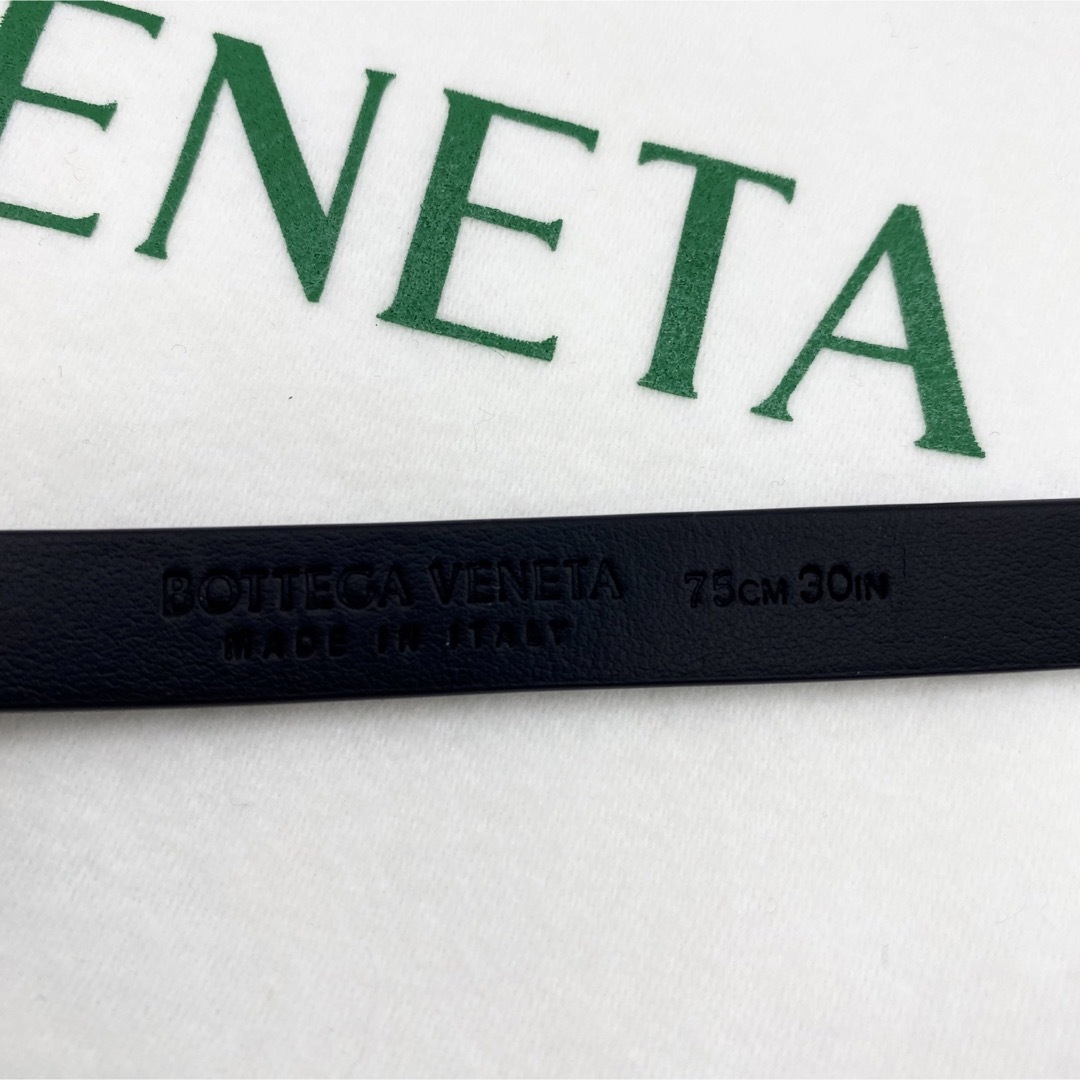 ENETA
BOTTEGA VENETA 75CM 30IN
MADE IN ITALY